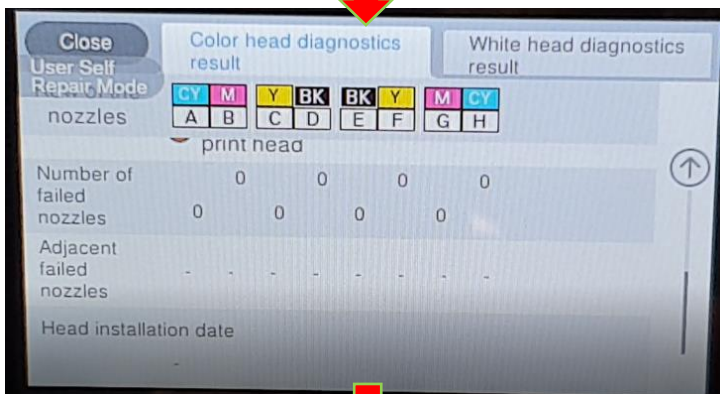 Close
Color head diagnostics
result
White head diagnostics
result
User Self
Repair Mode
nozzles
CY M Y BK BK Y M CY
A B C D E F G H
print head
Number of
failed
nozzles
0 0 0 0
0 0 0 0
Adjacent
failed
nozzles
- - - - - - - -
Head installation date
-